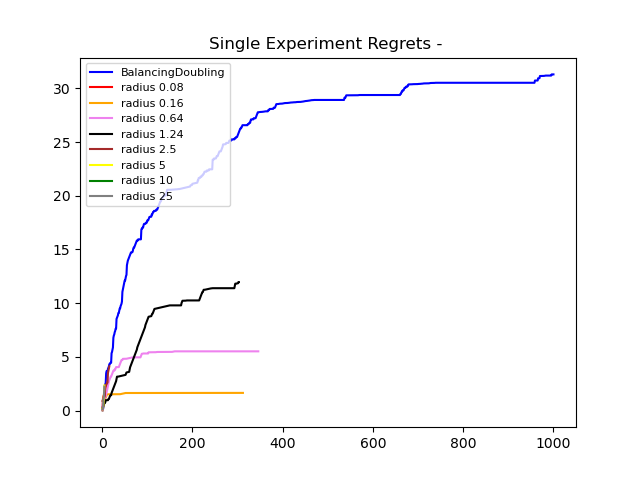 Single Experiment Regrets -
BalancingDoubling
radius 0.08
radius 0.16
radius 0.64
radius 1.24
radius 2.5
radius 5
radius 10
radius 25
30
25
20
15
10
5
0
0 200 400 600 800 1000